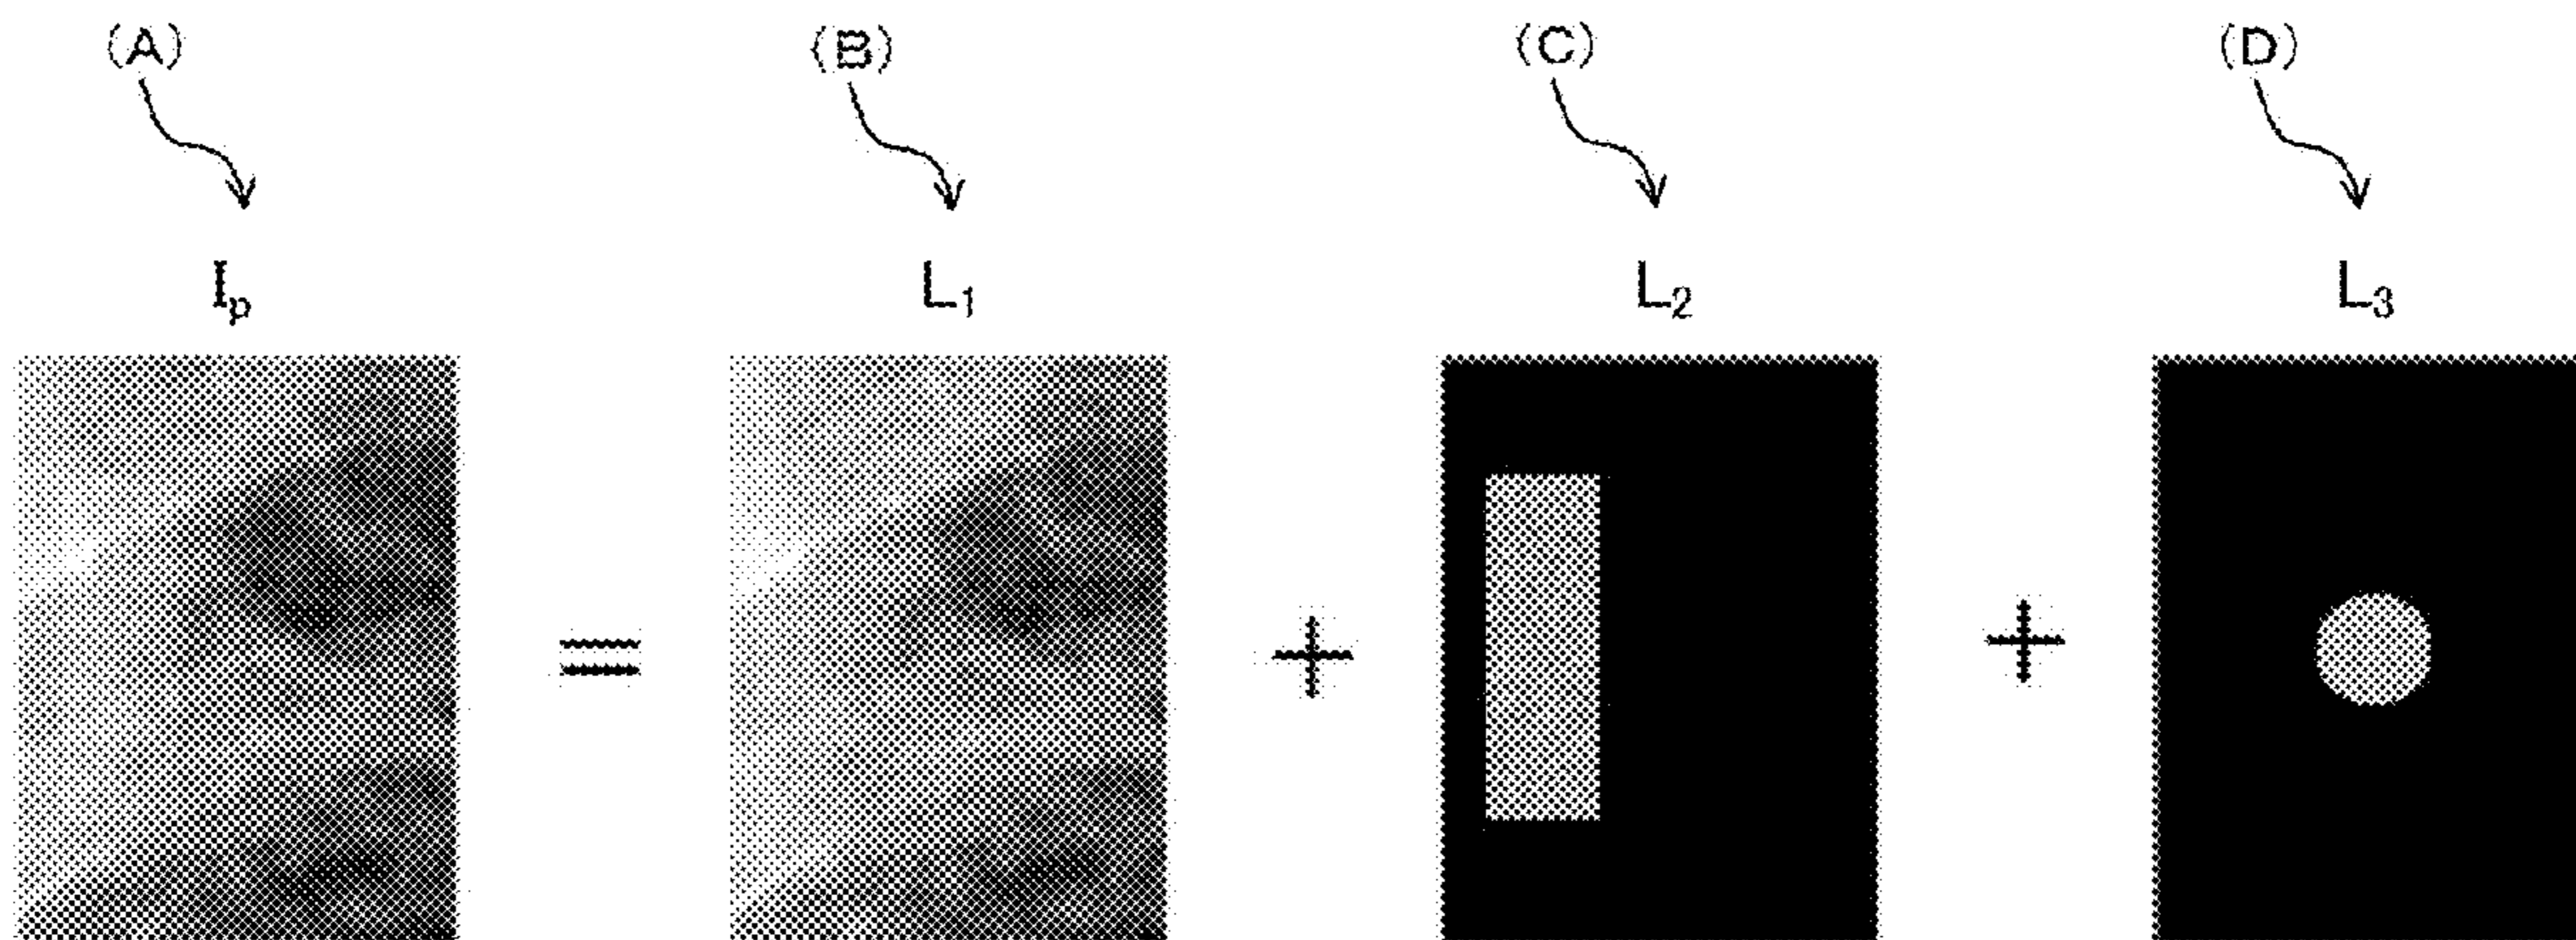 (A) (B) (C) (D)
Iₚ L₁ L₂ L₃
= + +